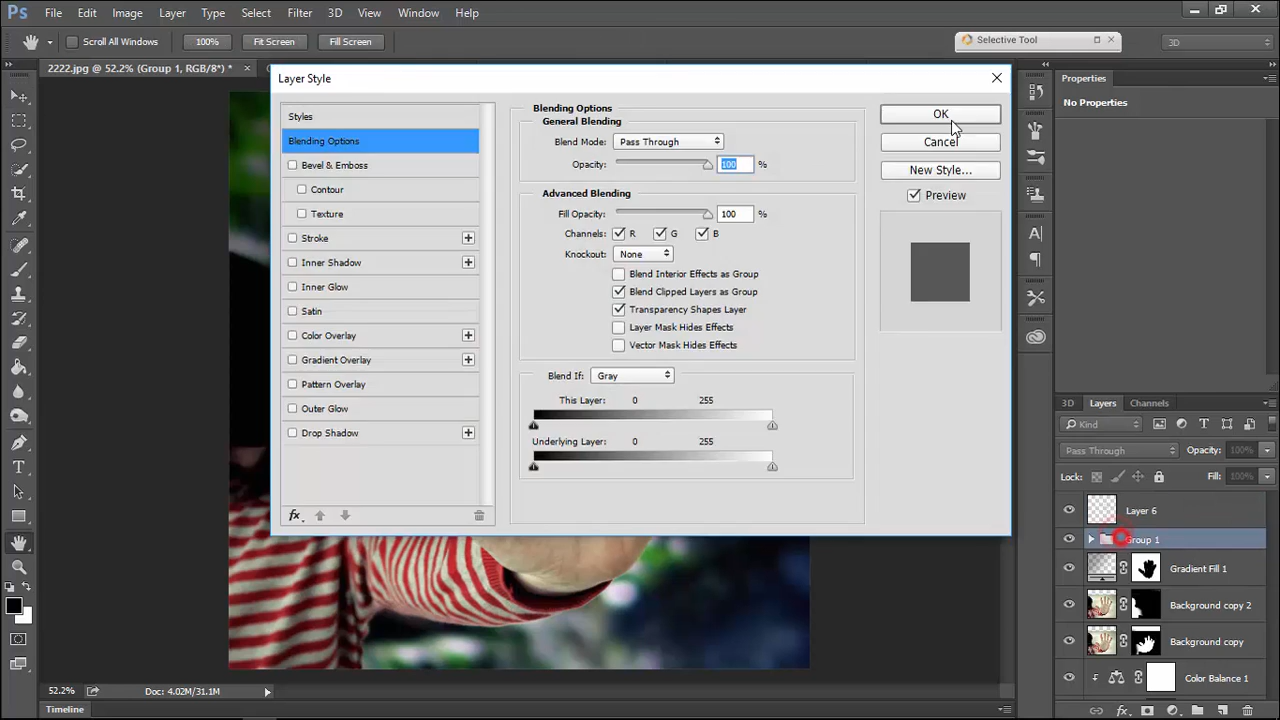 Ps File Edit Image Layer Type Select Filter 3D View Window Help
Scroll All Windows 100% Fit Screen Fill Screen Selective Tool 3D
2222.jpg @ 52.2% (Group 1, RGB/8*) *
Layer Style
Styles
Blending Options
Bevel & Emboss
Contour
Texture
Stroke
Inner Shadow
Inner Glow
Satin
Color Overlay
Gradient Overlay
Pattern Overlay
Outer Glow
Drop Shadow
fx
Blending Options
General Blending
Blend Mode: Pass Through
Opacity: 100 %
Advanced Blending
Fill Opacity: 100 %
Channels: R G B
Knockout: None
Blend Interior Effects as Group
Blend Clipped Layers as Group
Transparency Shapes Layer
Layer Mask Hides Effects
Vector Mask Hides Effects
Blend If: Gray
This Layer: 0 255
Underlying Layer: 0 255
OK
Cancel
New Style...
Preview
Properties
No Properties
3D Layers Channels
Kind
Pass Through Opacity: 100%
Lock: Fill: 100%
Layer 6
Group 1
Gradient Fill 1
Background copy 2
Background copy
Color Balance 1
52.2% Doc: 4.02M/31.1M
Timeline